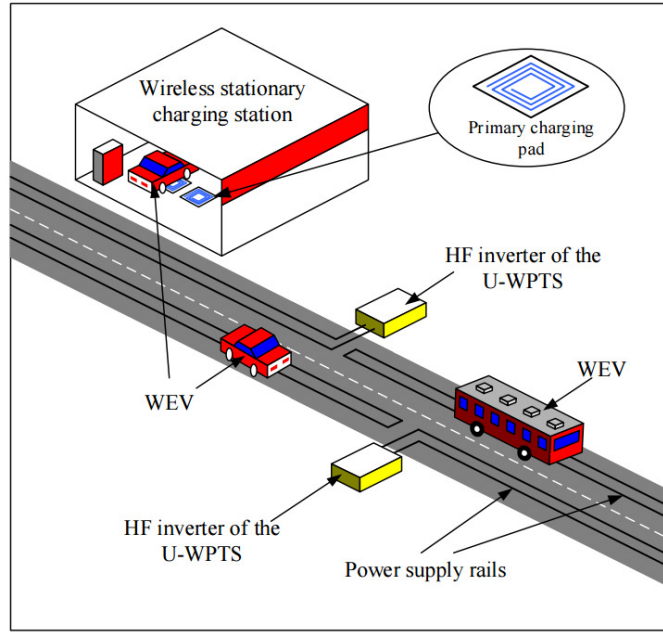 Wireless stationary
charging station
Primary charging
pad
HF inverter of the
U-WPTS
WEV
WEV
HF inverter of the
U-WPTS
Power supply rails